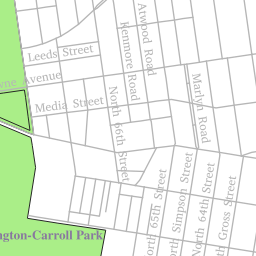 Atwood Road
Kenmore Road
Leeds Street
Avenue
Media Street
Marlyn Road
North 66th Street
North 65th Street
North Simpson Street
North 64th Street
Gross Street
-Carroll Park